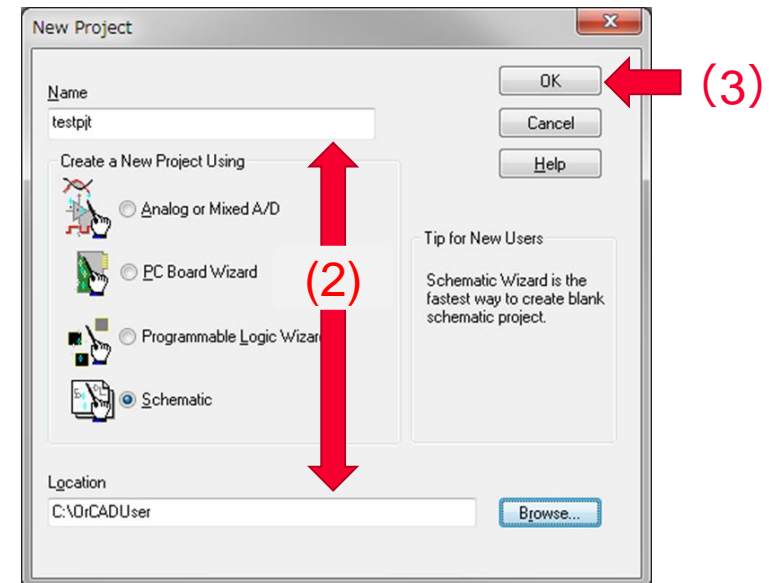 New Project
Name
testpjt
OK
(3)
Cancel
Help
Create a New Project Using
Analog or Mixed A/D
PC Board Wizard
(2)
Programmable Logic Wizard
Schematic
Tip for New Users
Schematic Wizard is the
fastest way to create blank
schematic project.
Location
C:\OrCADUser
Browse...